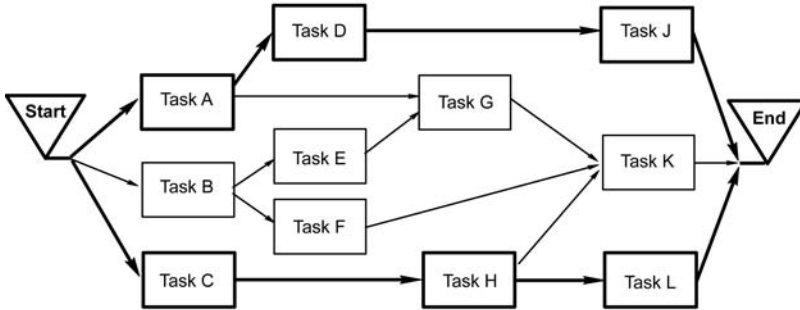 Task D
Task J
Start
Task A
Task G
End
Task E
Task K
Task B
Task F
Task C
Task H
Task L